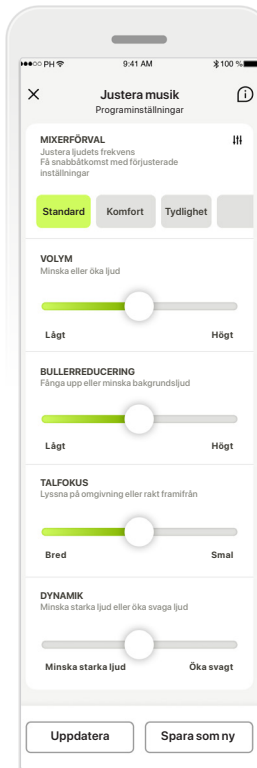 PH
9:41 AM
100 %
Justera musik
Programinställningar
MIXERFÖRVAL
Justera ljudets frekvens
Få snabbåtkomst med förjusterade
inställningar
Standard
Komfort
Tydlighet
VOLYM
Minska eller öka ljud
Lågt
Högt
BULLERREDUCERING
Fånga upp eller minska bakgrundsljud
Lågt
Högt
TALFOKUS
Lyssna på omgivning eller rakt framifrån
Bred
Smal
DYNAMIK
Minska starka ljud eller öka svaga ljud
Minska starka ljud
Öka svagt
Uppdatera
Spara som ny